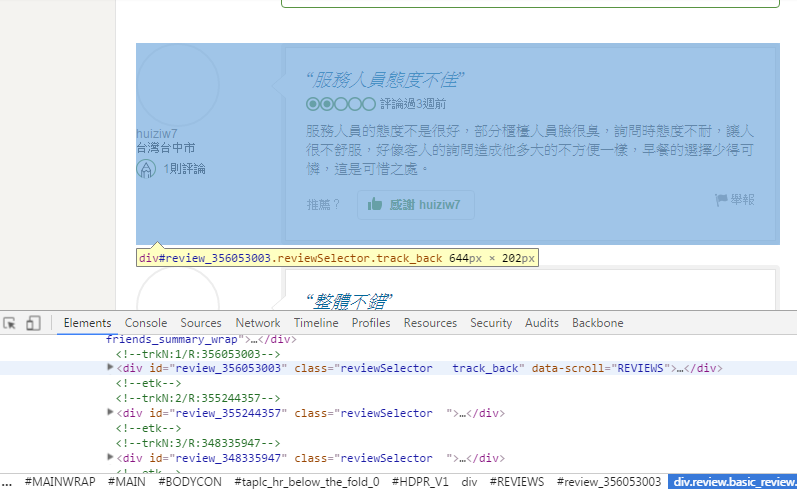 “服務人員態度不佳”
評論過3週前
huiziw7
台灣台中市
1則評論
服務人員的態度不是很好，部分櫃檯人員臉很臭，詢問時態度不耐，讓人
很不舒服，好像客人的詢問造成他多大的不方便一樣，早餐的選擇少得可
憐，這是可惜之處。
推薦？ 感謝 huiziw7 舉報
div#review_356053003.reviewSelector.track_back 644px × 202px
“整體不錯”
Elements Console Sources Network Timeline Profiles Resources Security Audits Backbone
friends_summary_wrap">…</div>
<!--trkN:1/R:356053003-->
<div id="review_356053003" class="reviewSelector   track_back" data-scroll="REVIEWS">…</div>
<!--etk-->
<!--trkN:2/R:355244357-->
<div id="review_355244357" class="reviewSelector  ">…</div>
<!--etk-->
<!--trkN:3/R:348335947-->
<div id="review_348335947" class="reviewSelector  ">…</div>
<!--etk-->
... #MAINWRAP #MAIN #BODYCON #taplc_hr_below_the_fold_0 #HDPR_V1 div #REVIEWS #review_356053003 div.review.basic_review.